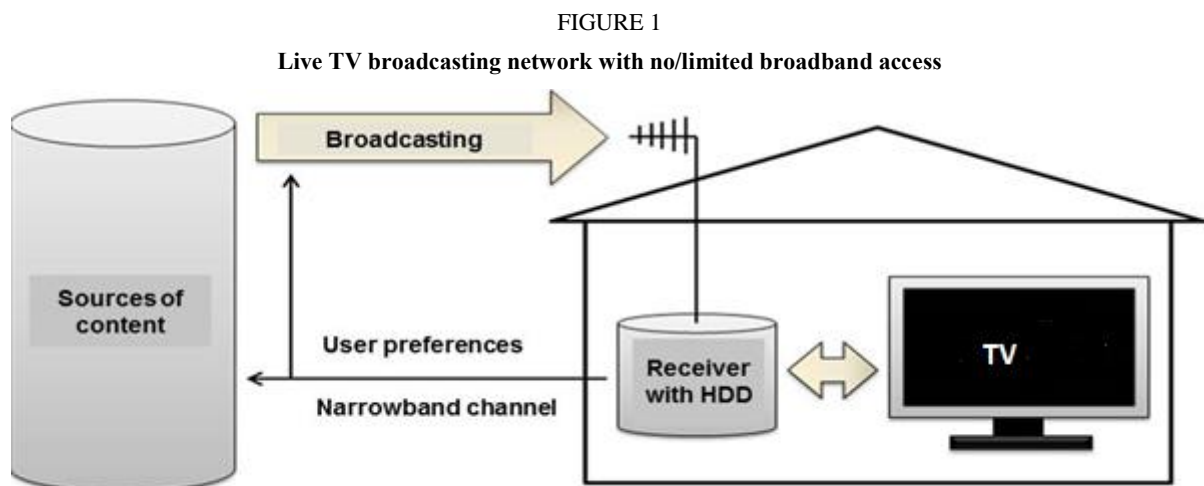 FIGURE 1
Live TV broadcasting network with no/limited broadband access
Broadcasting
Sources of
content
User preferences
Narrowband channel
Receiver
with HDD
TV